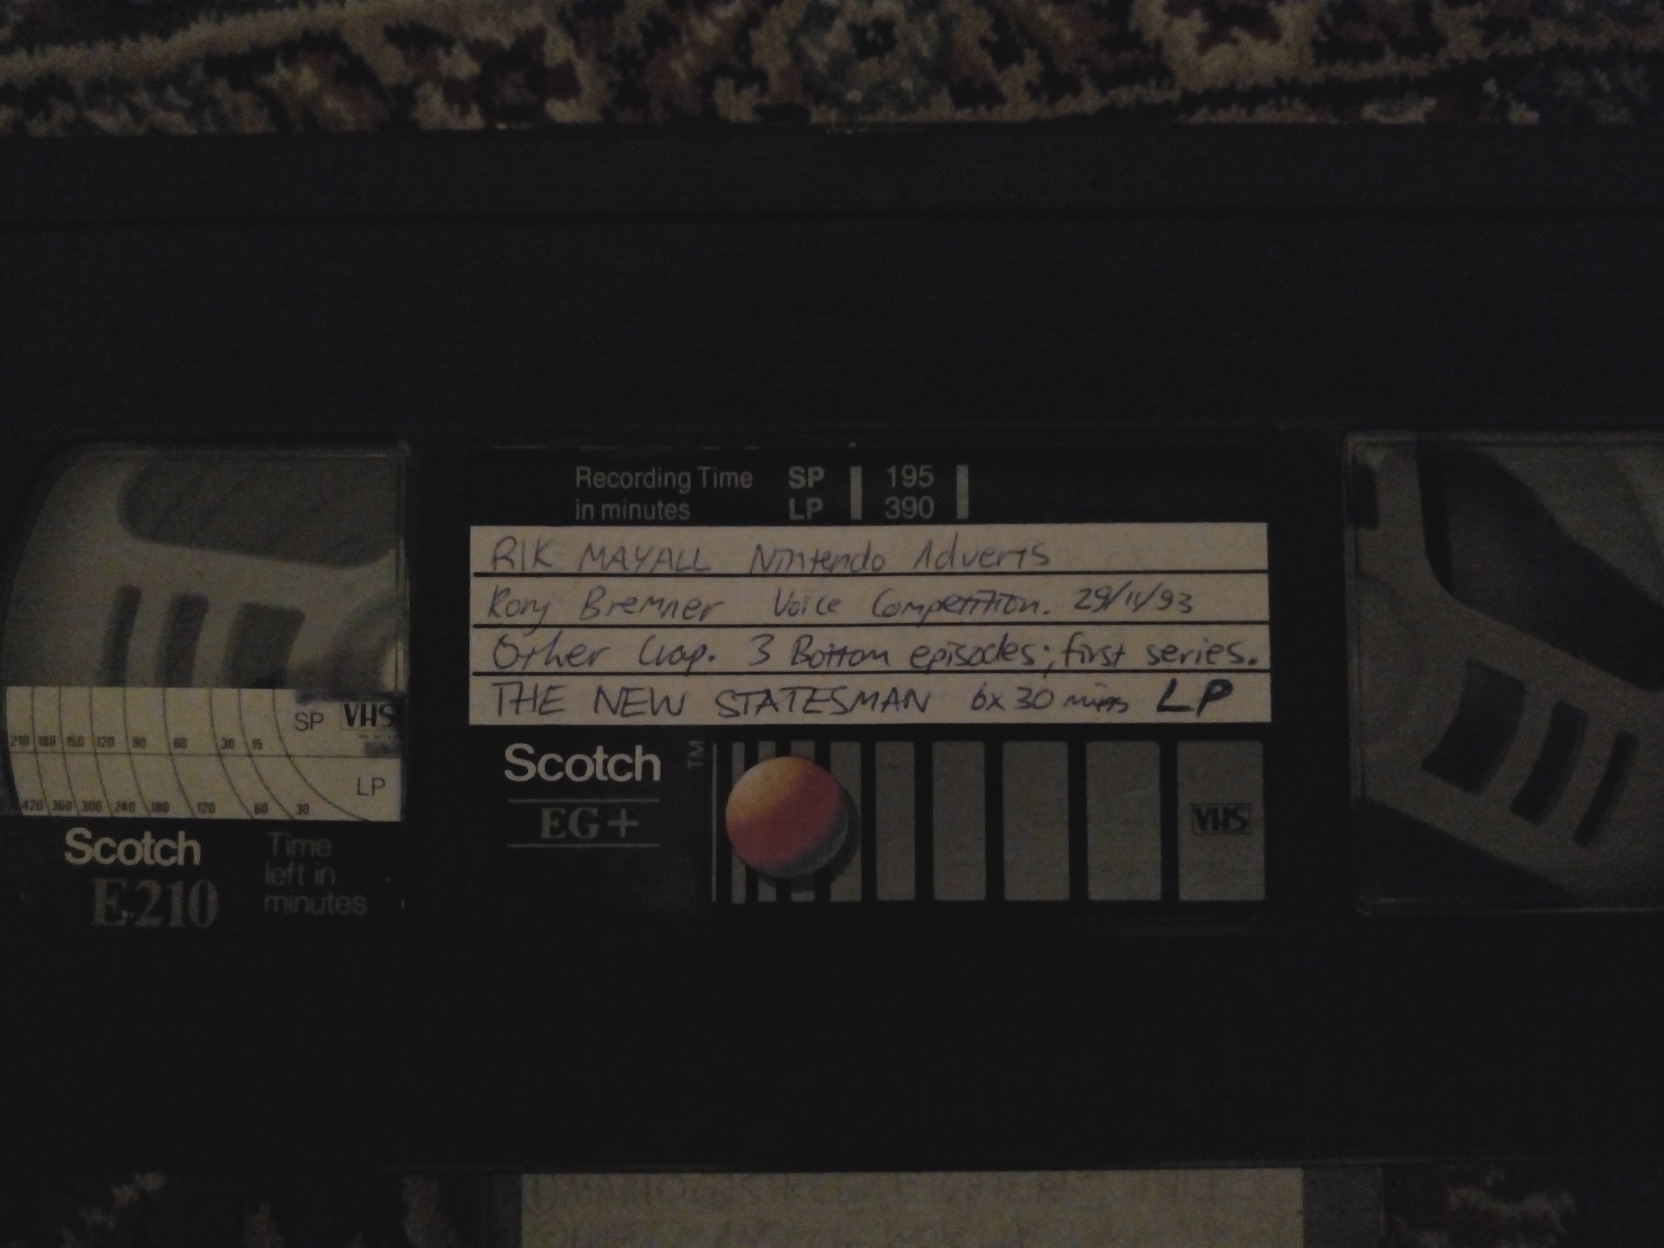 Recording Time SP 195
in minutes LP 390
RIK MAYALL Nintendo Adverts
Rory Bremner Voice Competition. 29/11/93
Other Crap. 3 Bottom episodes; first series.
THE NEW STATESMAN 6x30 mins LP
SP VHS
210 180 150 120 90 60 30 15
LP
420 360 300 240 180 120 60 30
Scotch
E-210
Time
left in
minutes
Scotch TM
EG+
VHS